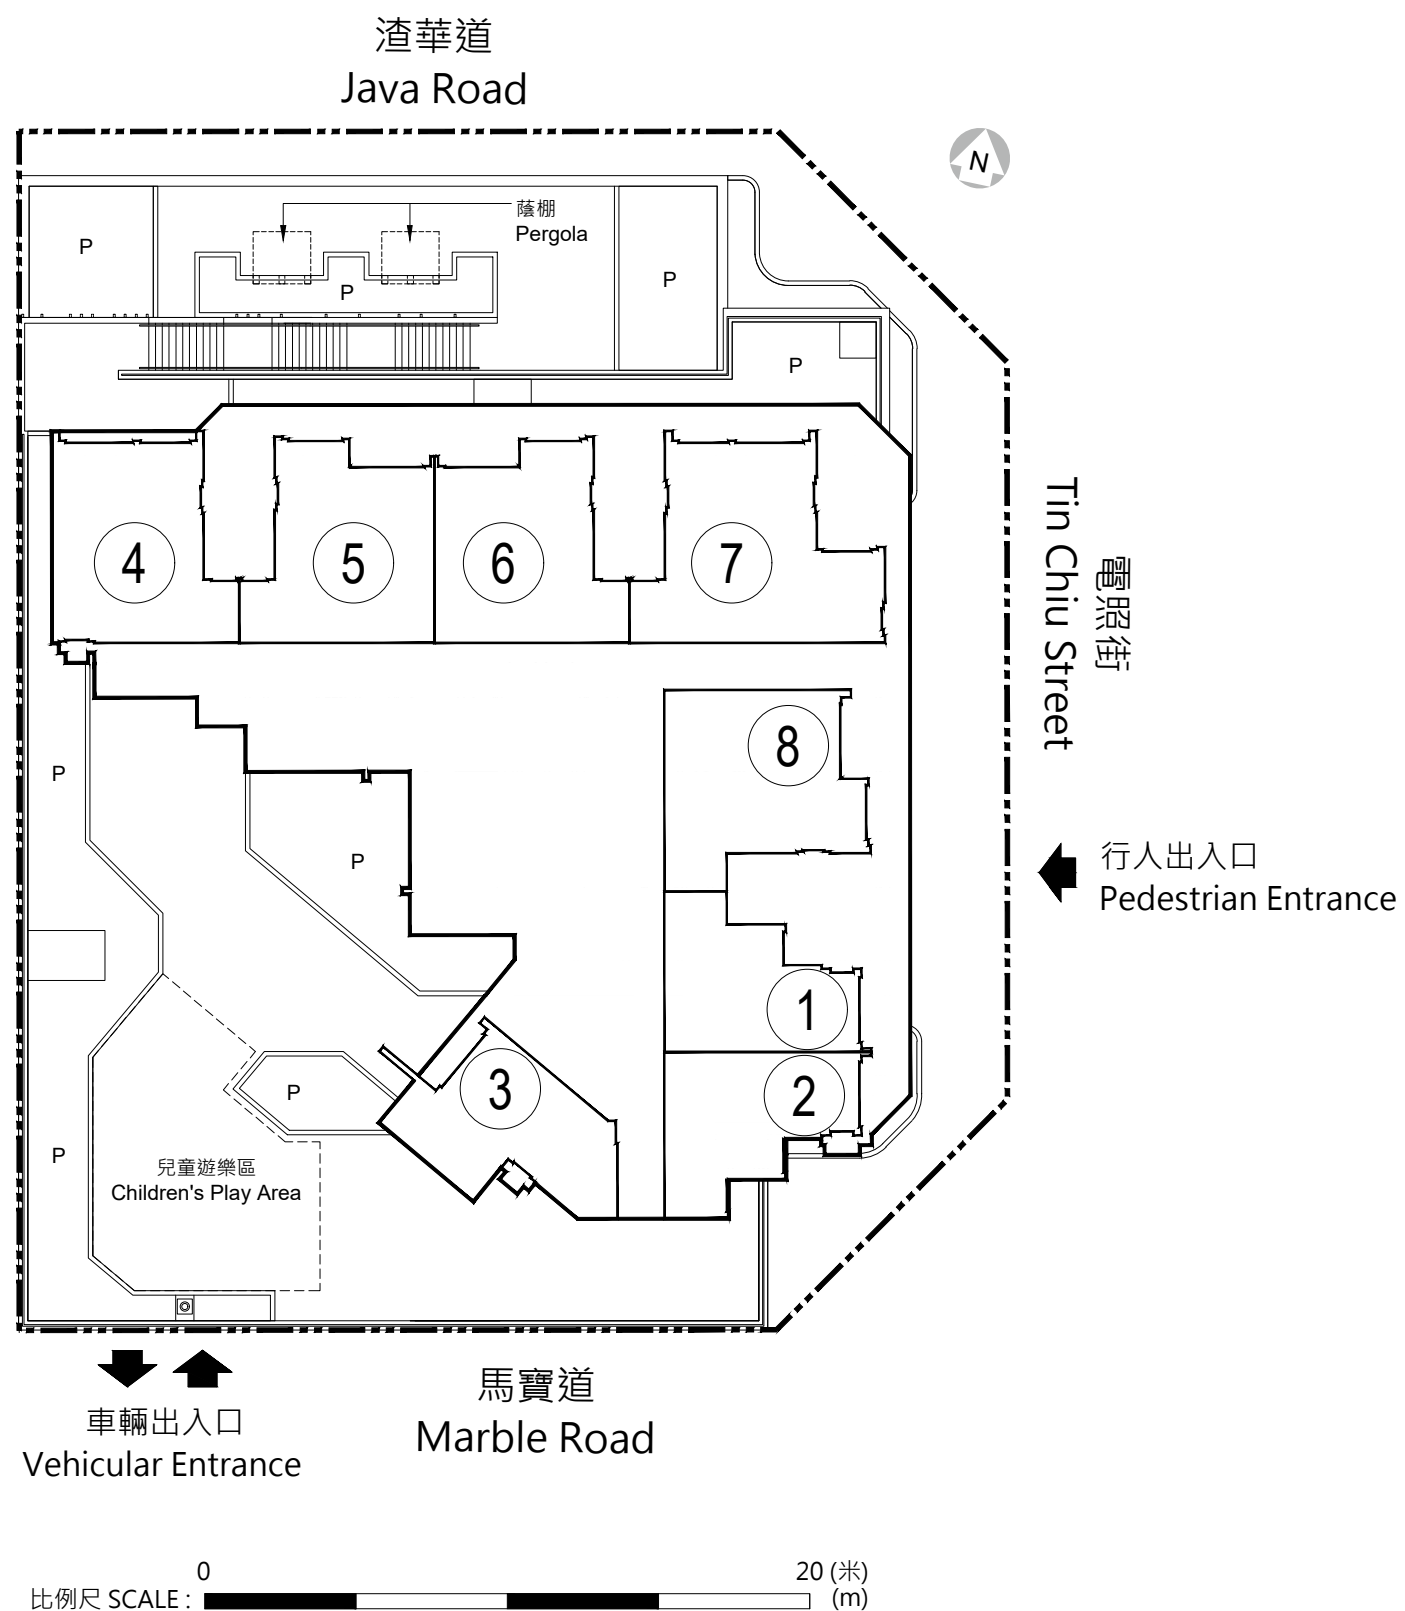 渣華道
Java Road
N
蔭棚
Pergola
P
P
P
P
4
5
6
7
Tin Chiu Street
電照街
8
P
P
行人出入口
Pedestrian Entrance
1
3
2
P
P
兒童遊樂區
Children's Play Area
車輛出入口
Vehicular Entrance
馬寶道
Marble Road
0
20 (米)
比例尺 SCALE :
(m)